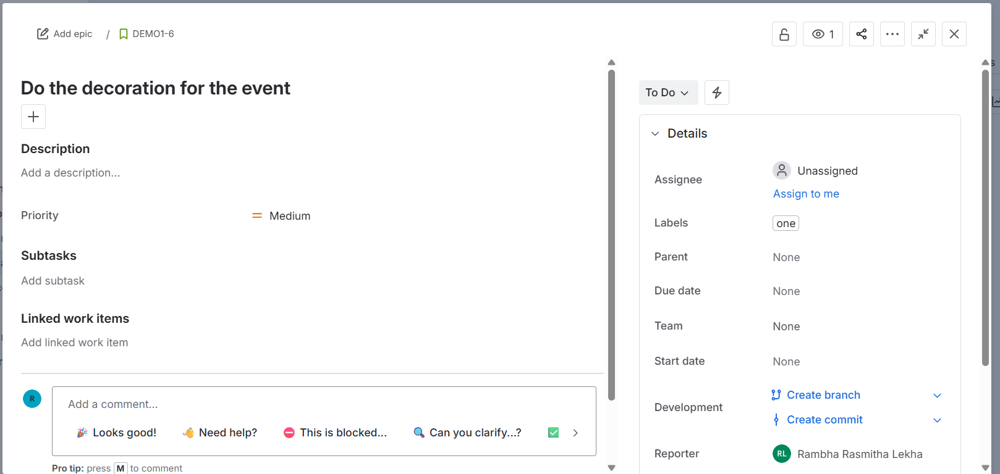 Add epic / DEMO1-6
1
Do the decoration for the event
Description
Add a description...
Priority Medium
Subtasks
Add subtask
Linked work items
Add linked work item
R
Add a comment...
Looks good! Need help? This is blocked... Can you clarify...?
Pro tip: press M to comment
To Do
Details
Assignee Unassigned
Assign to me
Labels one
Parent None
Due date None
Team None
Start date None
Development Create branch
Create commit
Reporter RL Rambha Rasmitha Lekha